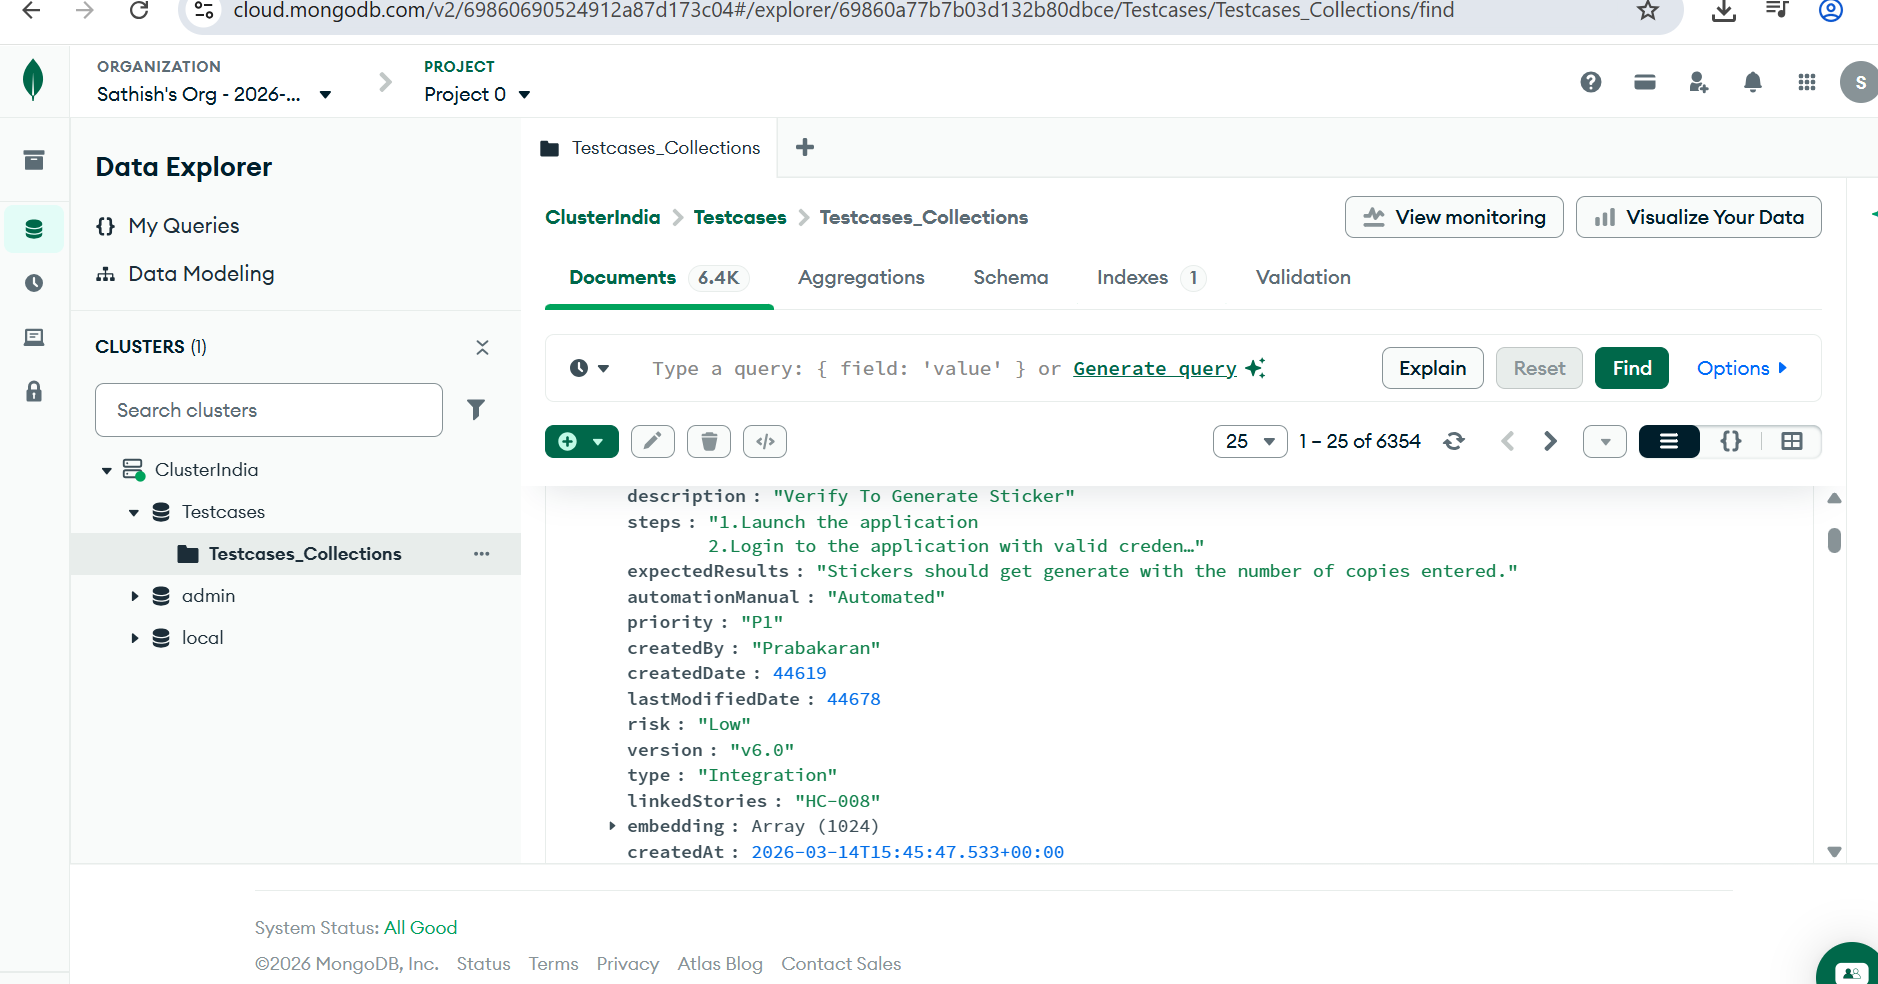 cloud.mongodb.com/v2/69860690524912a87d173c04#/explorer/69860a77b7b03d132b80dbce/Testcases/Testcases_Collections/find
ORGANIZATION
Sathish's Org - 2026-...
PROJECT
Project 0
S
Data Explorer
{} My Queries
Data Modeling
CLUSTERS (1)
Search clusters
ClusterIndia
Testcases
Testcases_Collections
admin
local
Testcases_Collections
ClusterIndia > Testcases > Testcases_Collections
View monitoring
Visualize Your Data
Documents 6.4K
Aggregations
Schema
Indexes 1
Validation
Type a query: { field: 'value' } or Generate query
Explain
Reset
Find
Options
25
1 – 25 of 6354
{}
description : "Verify To Generate Sticker"
steps : "1.Launch the application
2.Login to the application with valid creden…"
expectedResults : "Stickers should get generate with the number of copies entered."
automationManual : "Automated"
priority : "P1"
createdBy : "Prabakaran"
createdDate : 44619
lastModifiedDate : 44678
risk : "Low"
version : "v6.0"
type : "Integration"
linkedStories : "HC-008"
embedding : Array (1024)
createdAt : 2026-03-14T15:45:47.533+00:00
System Status: All Good
©2026 MongoDB, Inc. Status Terms Privacy Atlas Blog Contact Sales